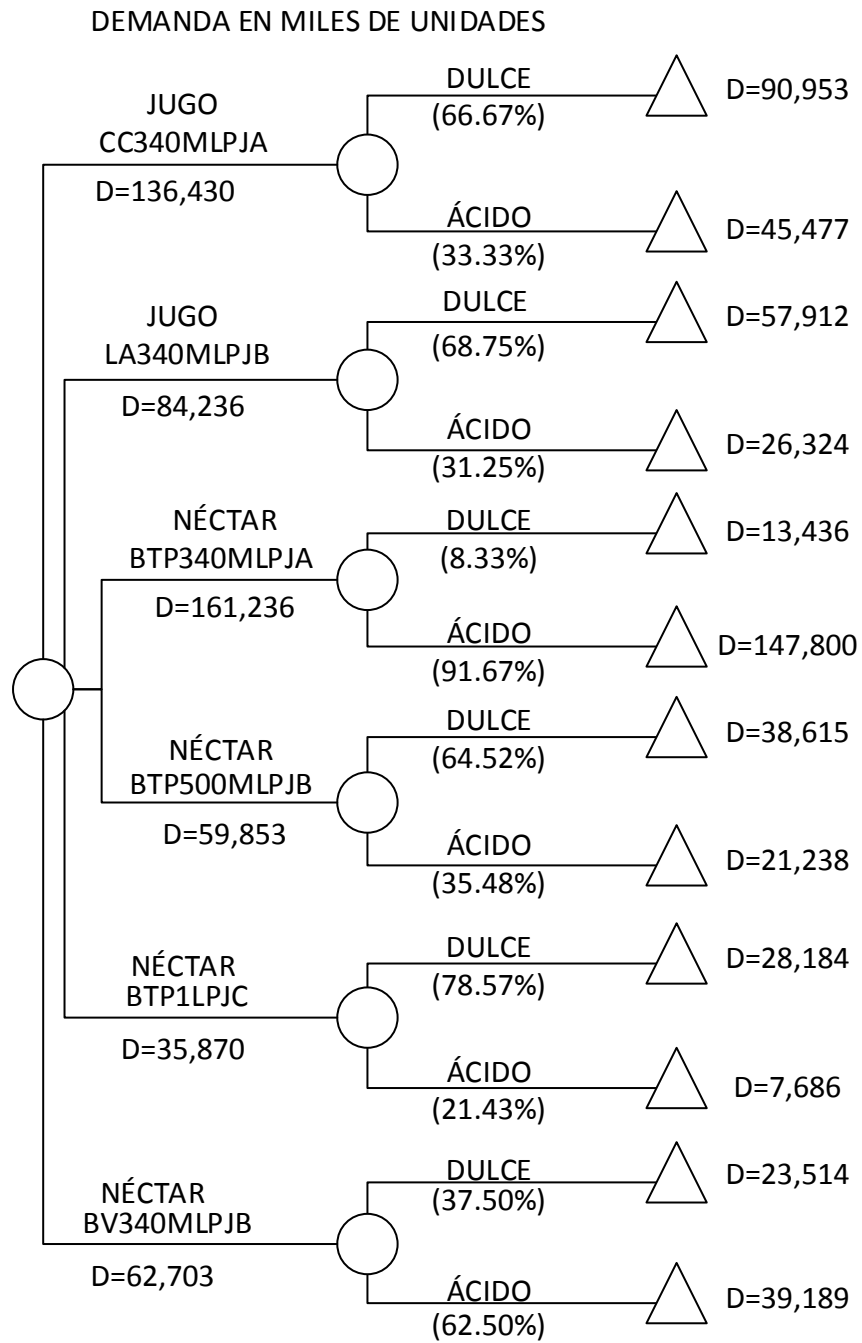 DEMANDA EN MILES DE UNIDADES
JUGO
CC340MLPJA
D=136,430
DULCE
(66.67%)
D=90,953
ÁCIDO
(33.33%)
D=45,477
JUGO
LA340MLPJB
D=84,236
DULCE
(68.75%)
D=57,912
ÁCIDO
(31.25%)
D=26,324
NÉCTAR
BTP340MLPJA
D=161,236
DULCE
(8.33%)
D=13,436
ÁCIDO
(91.67%)
D=147,800
NÉCTAR
BTP500MLPJB
D=59,853
DULCE
(64.52%)
D=38,615
ÁCIDO
(35.48%)
D=21,238
NÉCTAR
BTP1LPJC
D=35,870
DULCE
(78.57%)
D=28,184
ÁCIDO
(21.43%)
D=7,686
NÉCTAR
BV340MLPJB
D=62,703
DULCE
(37.50%)
D=23,514
ÁCIDO
(62.50%)
D=39,189